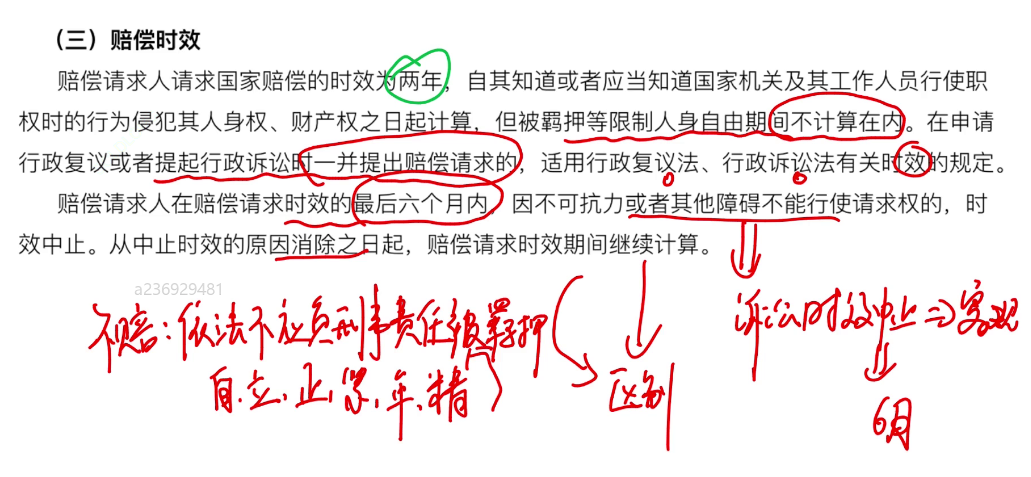 （三）赔偿时效
赔偿请求人请求国家赔偿的时效为两年，自其知道或者应当知道国家机关及其工作人员行使职
权时的行为侵犯其人身权、财产权之日起计算，但被羁押等限制人身自由期间不计算在内。在申请
行政复议或者提起行政诉讼时一并提出赔偿请求的，适用行政复议法、行政诉讼法有关时效的规定。
赔偿请求人在赔偿请求时效的最后六个月内，因不可抗力或者其他障碍不能行使请求权的，时
效中止。从中止时效的原因消除之日起，赔偿请求时效期间继续计算。
a236929481
不赔：依法不应负刑事责任被羁押
自、立、止、 、年、精
区别
诉讼时效中止⇒客观
6月